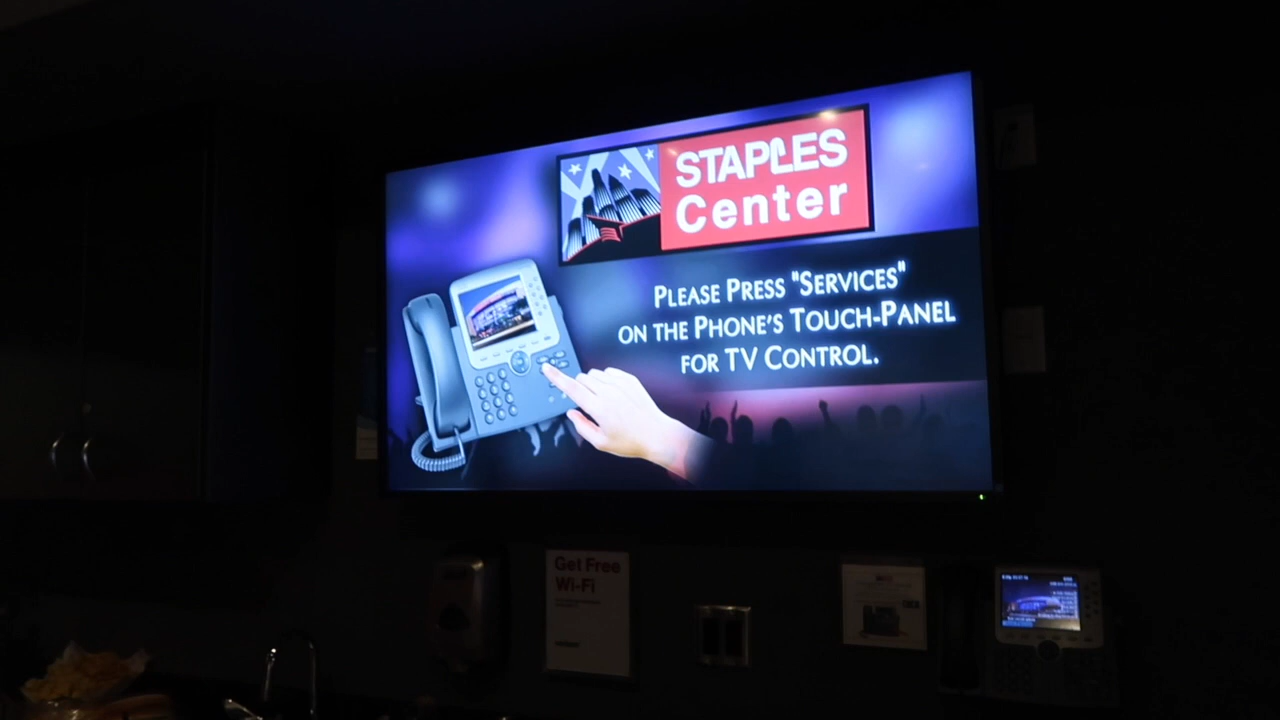 STAPLES
Center
PLEASE PRESS "SERVICES"
ON THE PHONE'S TOUCH-PANEL
FOR TV CONTROL.
Get Free
Wi-Fi